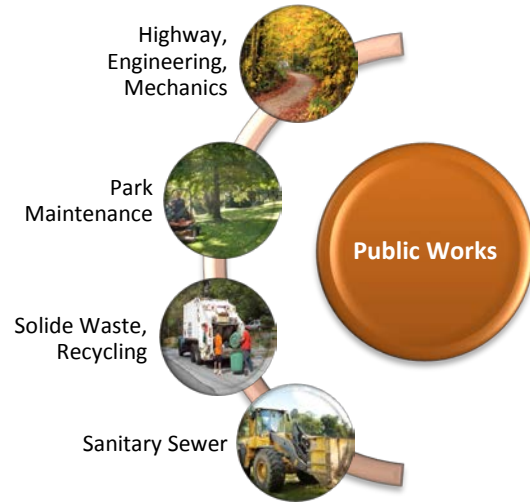 Highway,
Engineering,
Mechanics
Park
Maintenance
Public Works
Solide Waste,
Recycling
Sanitary Sewer